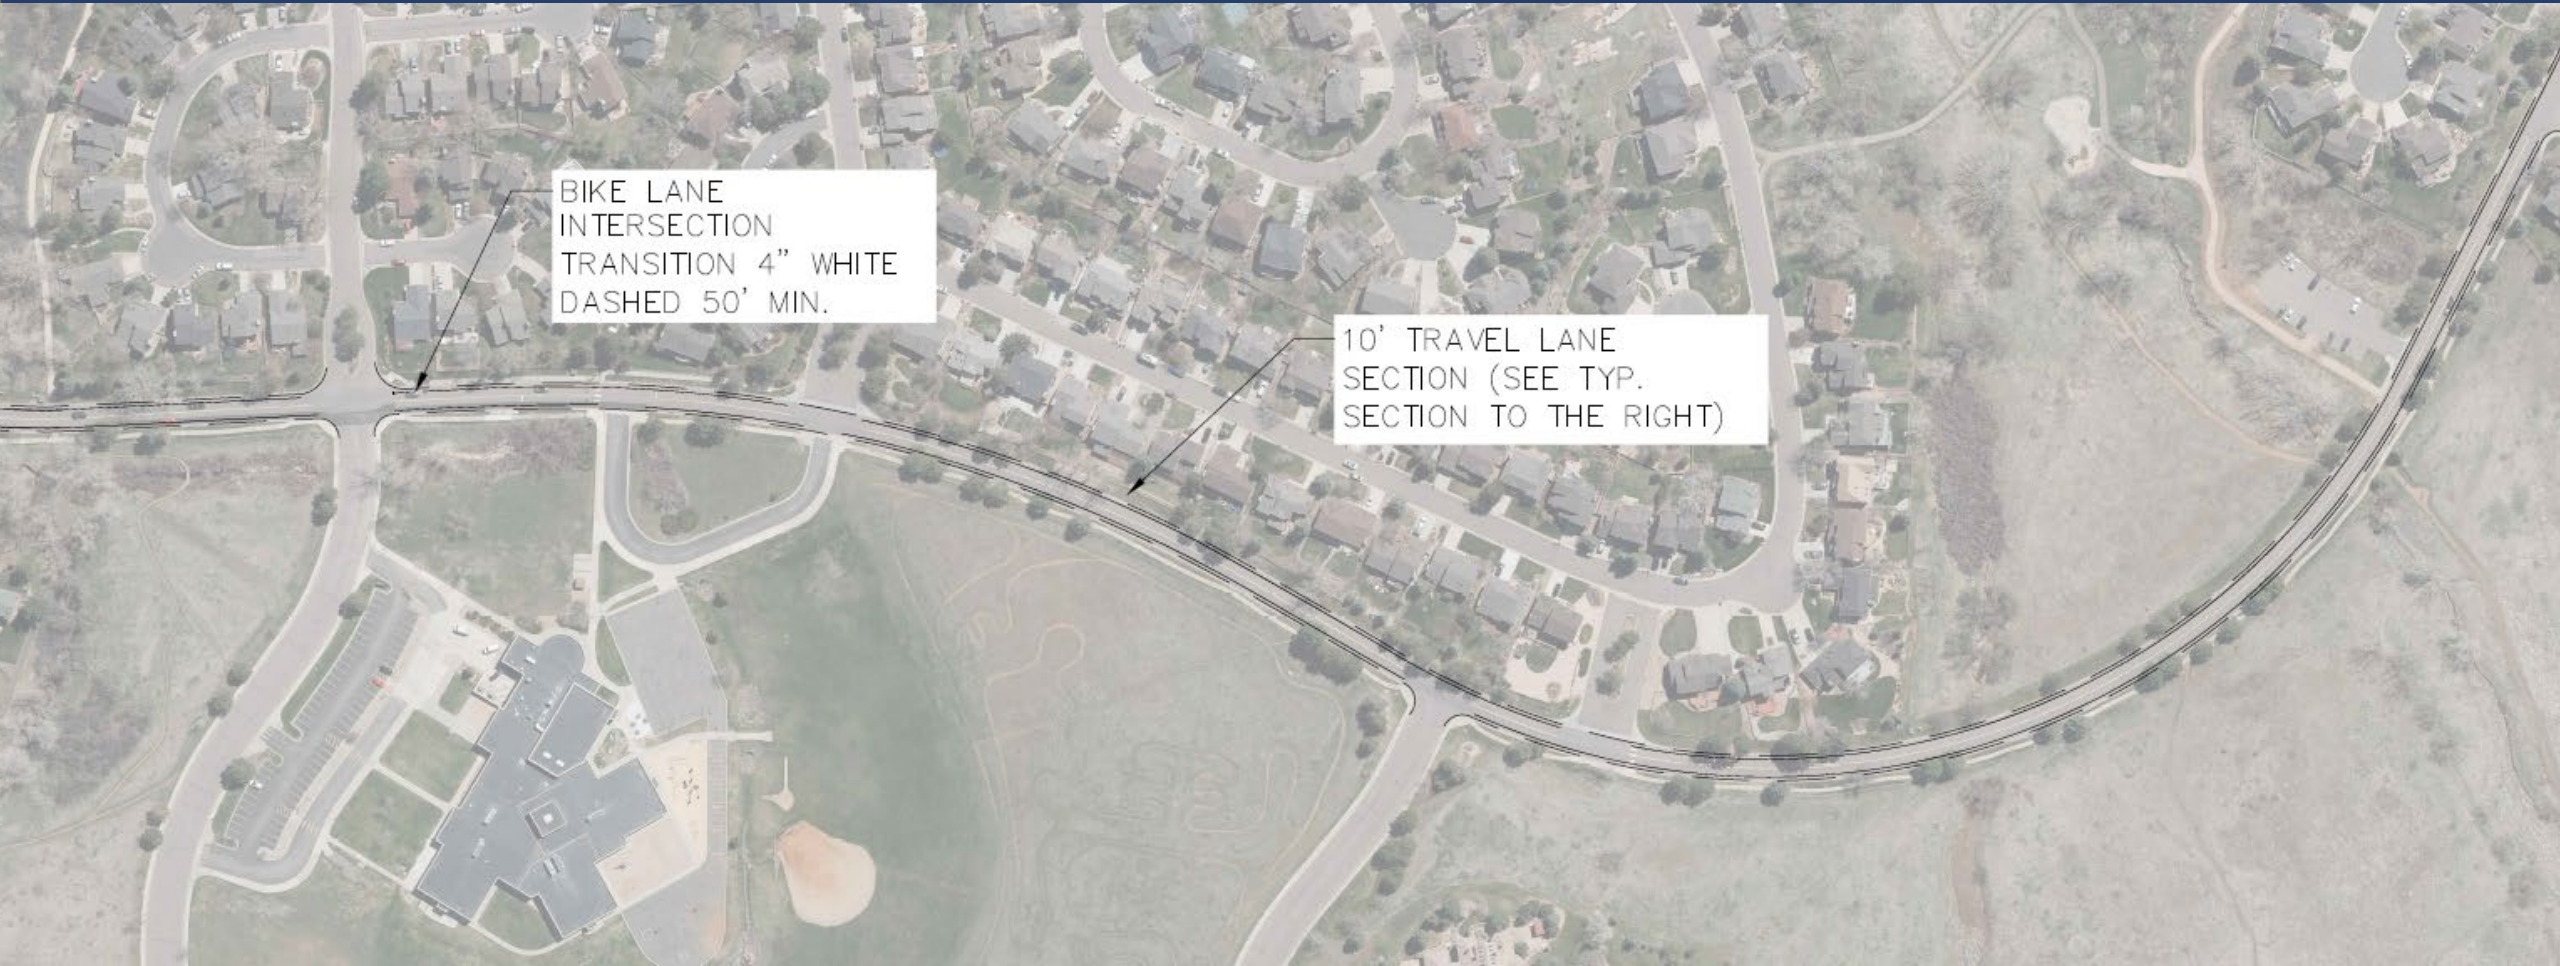 BIKE LANE
INTERSECTION
TRANSITION 4" WHITE
DASHED 50' MIN.
10' TRAVEL LANE
SECTION (SEE TYP.
SECTION TO THE RIGHT)